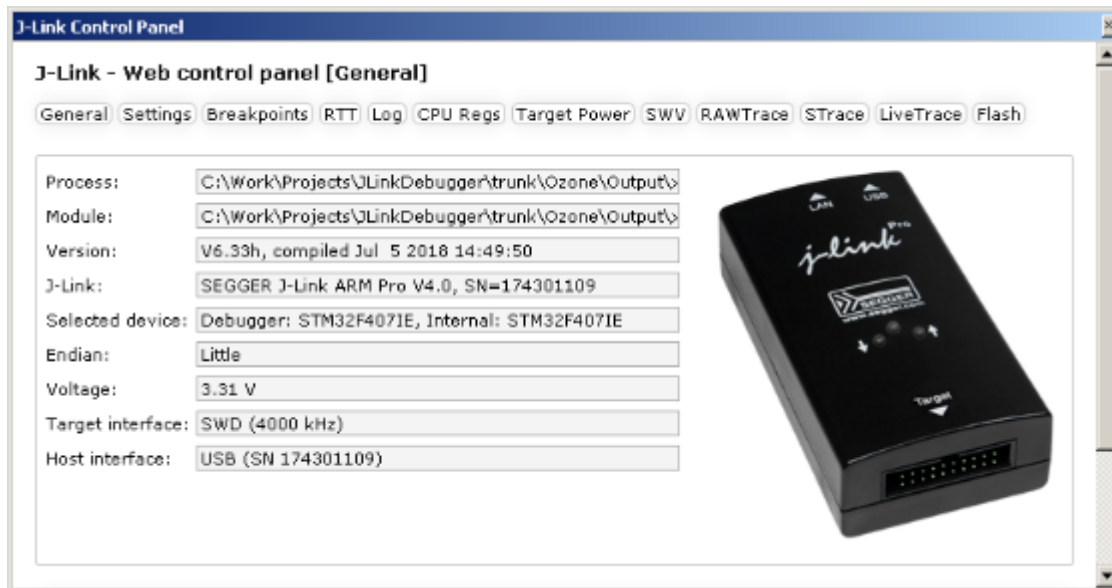 J-Link Control Panel
J-Link - Web control panel [General]
General Settings Breakpoints RTT Log CPU Regs Target Power SWV RAWTrace STrace LiveTrace Flash
Process: C:\Work\Projects\JLinkDebugger\trunk\Ozone\Output\
Module: C:\Work\Projects\JLinkDebugger\trunk\Ozone\Output\
Version: V6.33h, compiled Jul  5 2018 14:49:50
J-Link: SEGGER J-Link ARM Pro V4.0, SN=174301109
Selected device: Debugger: STM32F407IE, Internal: STM32F407IE
Endian: Little
Voltage: 3.31 V
Target interface: SWD (4000 kHz)
Host interface: USB (SN 174301109)
LAN USB
Pro
j-link
SEGGER
www.segger.com
Target